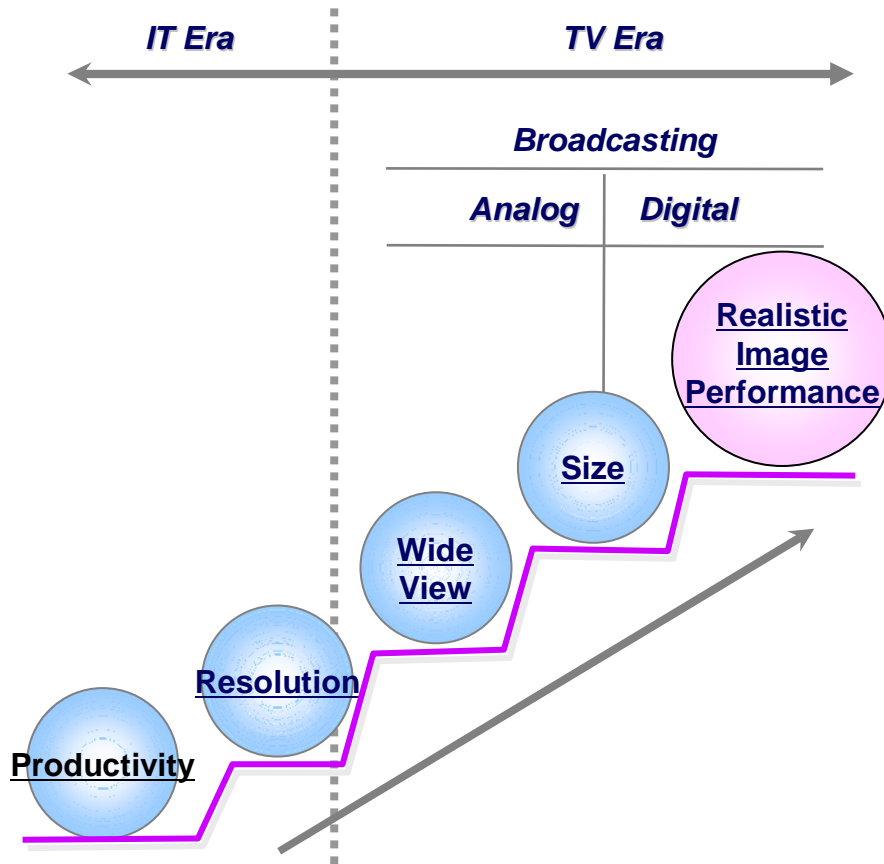 IT Era
TV Era
Broadcasting
Analog
Digital
Realistic
Image
Performance
Size
Wide
View
Resolution
Productivity